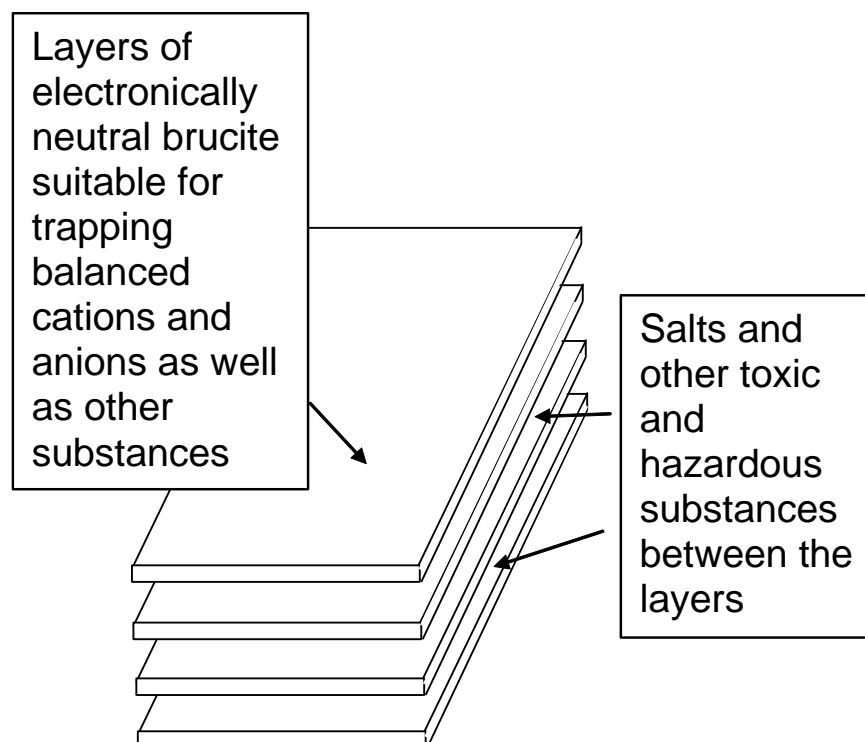 Layers of
electronically
neutral brucite
suitable for
trapping
balanced
cations and
anions as well
as other
substances
Salts and
other toxic
and
hazardous
substances
between the
layers